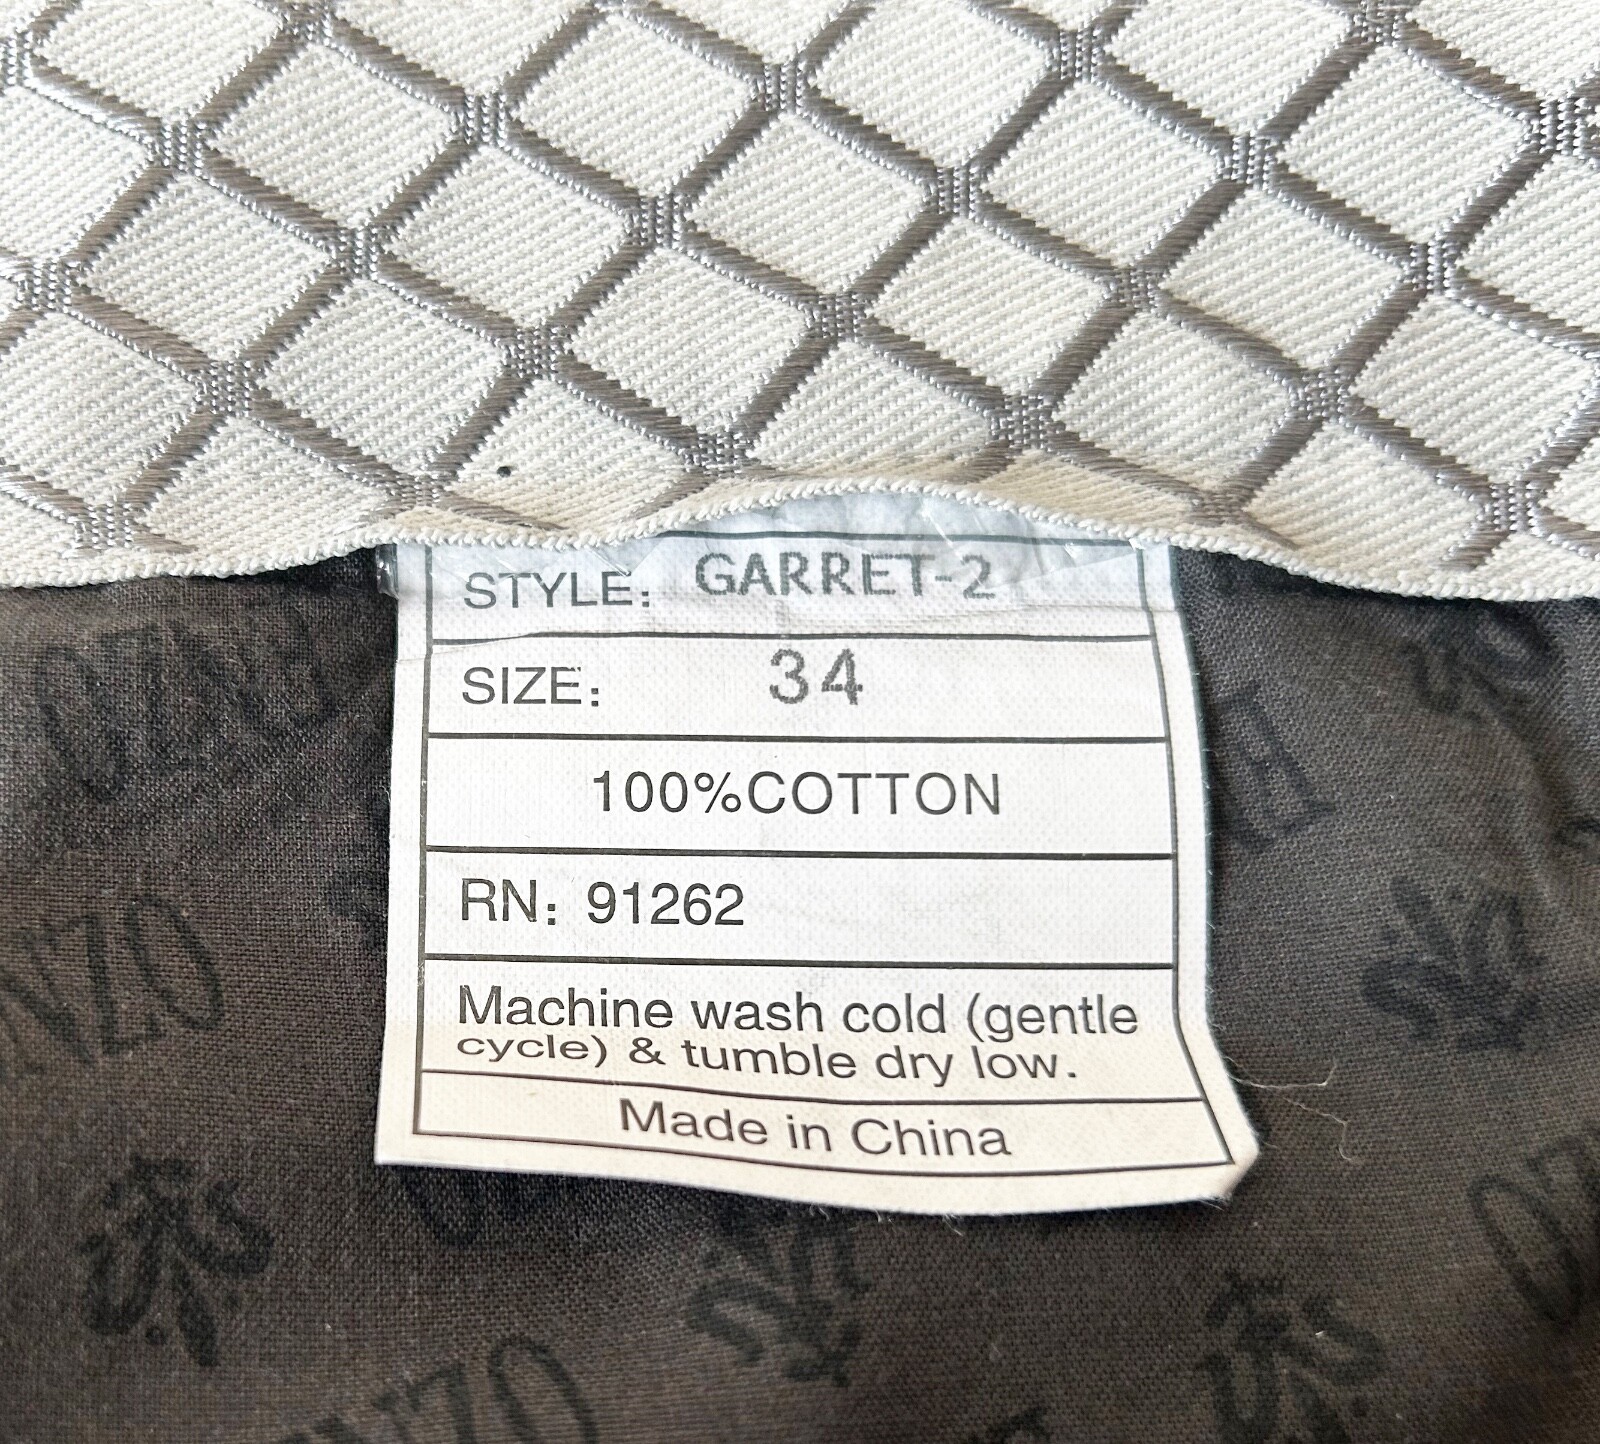 STYLE: GARRET-2
SIZE: 34
100%COTTON
RN: 91262
Machine wash cold (gentle
cycle) & tumble dry low.
Made in China